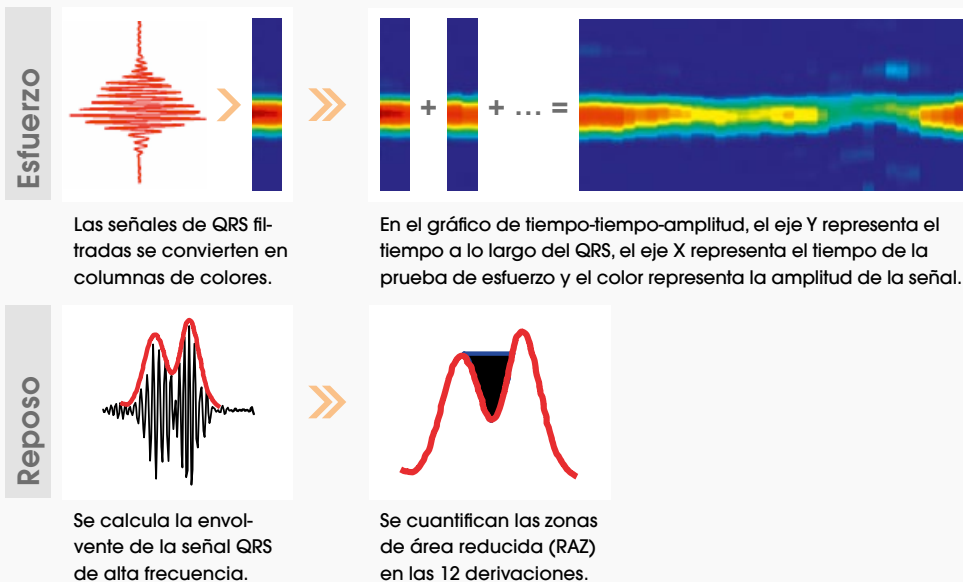 Esfuerzo
+ + ... =
Las señales de QRS fil-
tradas se convierten en
columnas de colores.
En el gráfico de tiempo-tiempo-amplitud, el eje Y representa el
tiempo a lo largo del QRS, el eje X representa el tiempo de la
prueba de esfuerzo y el color representa la amplitud de la señal.
Reposo
Se calcula la envol-
vente de la señal QRS
de alta frecuencia.
Se cuantifican las zonas
de área reducida (RAZ)
en las 12 derivaciones.